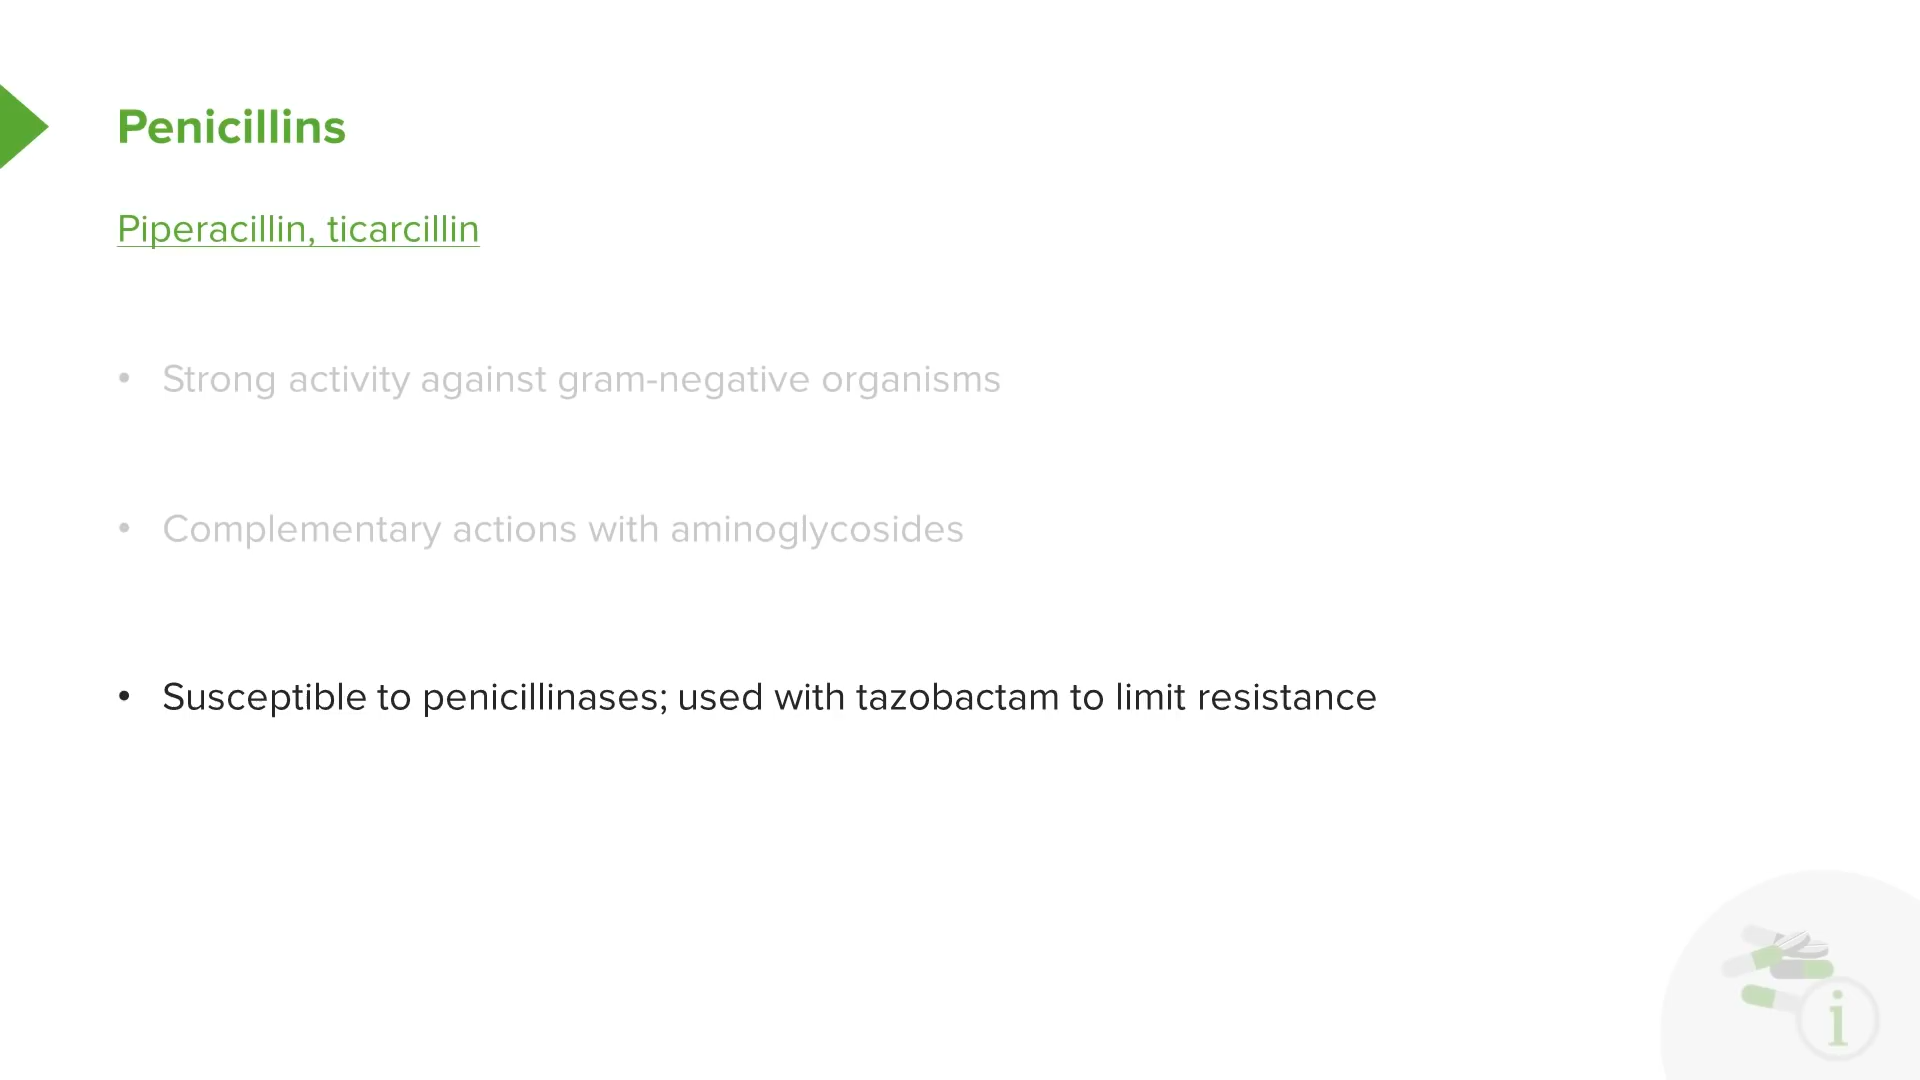 Penicillins
Piperacillin, ticarcillin
• Strong activity against gram-negative organisms
• Complementary actions with aminoglycosides
• Susceptible to penicillinases; used with tazobactam to limit resistance
i